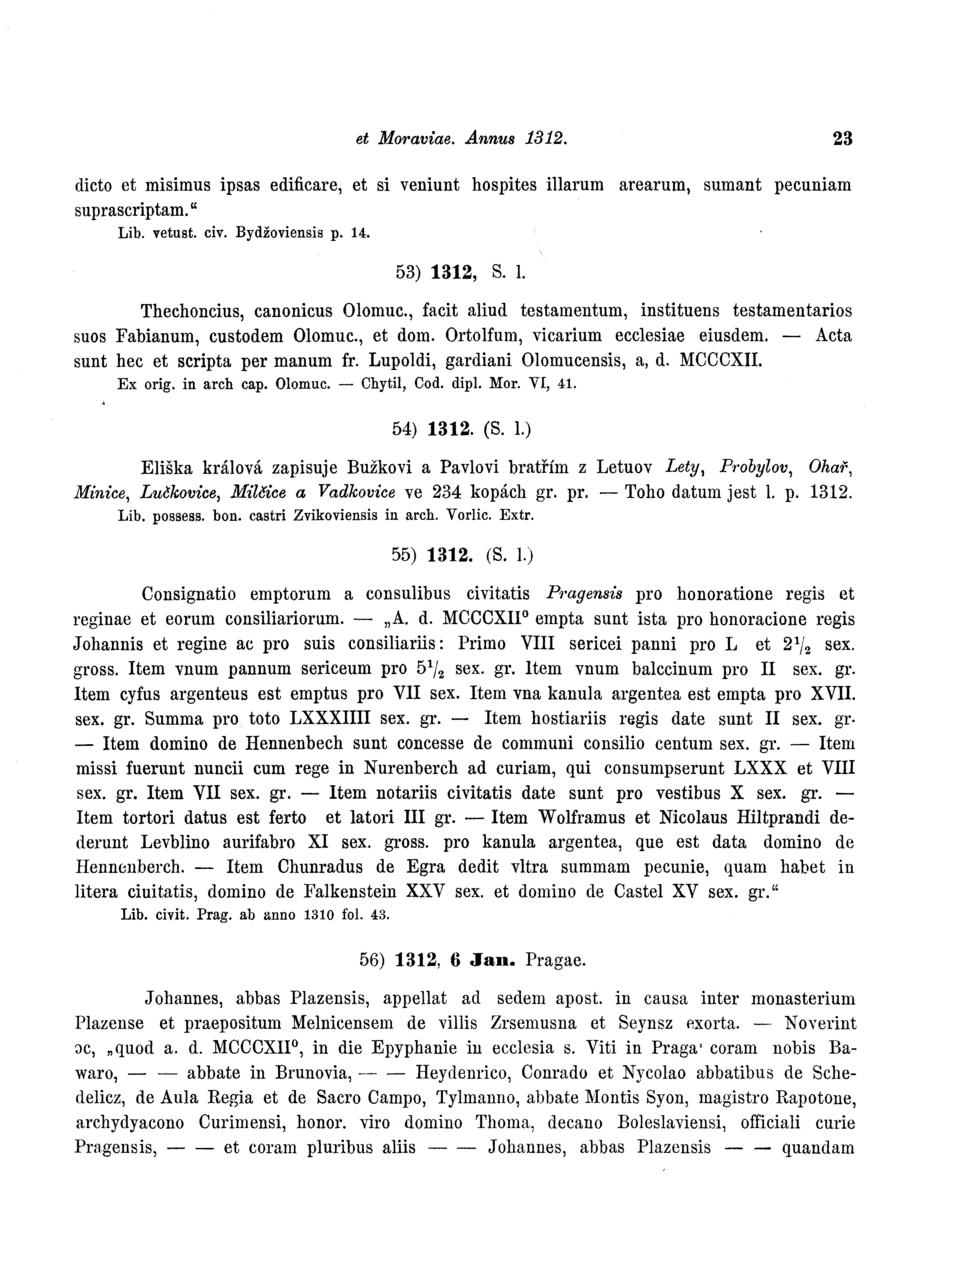 et Moraviae. Annus 1312. 23
dicto et misimus ipsas edificare, et si veniunt hospites illarum arearum, sumant pecuniam
suprascriptam.“
Lib. vetust. civ. Bydžoviensis p. 14.
53) 1312, S. l.
Thechoncius, canonicus Olomuc., facit aliud testamentum, instituens testamentarios
suos Fabianum, custodem Olomuc., et dom. Ortolfum, vicarium ecclesiae eiusdem. — Acta
sunt hec et scripta per manum fr. Lupoldi, gardiani Olomucensis, a, d. MCCCXII.
Ex orig. in arch cap. Olomuc. — Chytil, Cod. dipl. Mor. VI, 41.
54) 1312. (S. l.)
Eliška králová zapisuje Bužkovi a Pavlovi bratřím z Letuov Lety, Probylov, Ohař,
Minice, Lučkovice, Milčice a Vadkovice ve 234 kopách gr. pr. — Toho datum jest l. p. 1312.
Lib. possess. bon. castri Zvikoviensis in arch. Vorlic. Extr.
55) 1312. (S. l.)
Consignatio emptorum a consulibus civitatis Pragensis pro honoratione regis et
reginae et eorum consiliariorum. — „A. d. MCCCXII⁰ empta sunt ista pro honoracione regis
Johannis et regine ac pro suis consiliariis: Primo VIII sericei panni pro L et 2¹/₂ sex.
gross. Item vnum pannum sericeum pro 5¹/₂ sex. gr. Item vnum balccinum pro II sex. gr.
Item cyfus argenteus est emptus pro VII sex. Item vna kanula argentea est empta pro XVII.
sex. gr. Summa pro toto LXXXIIII sex. gr. — Item hostiariis regis date sunt II sex. gr.
— Item domino de Hennenbech sunt concesse de communi consilio centum sex. gr. — Item
missi fuerunt nuncii cum rege in Nurenberch ad curiam, qui consumpserunt LXXX et VIII
sex. gr. Item VII sex. gr. — Item notariis civitatis date sunt pro vestibus X sex. gr. —
Item tortori datus est ferto et latori III gr. — Item Wolframus et Nicolaus Hiltprandi de-
derunt Levblino aurifabro XI sex. gross. pro kanula argentea, que est data domino de
Hennenberch. — Item Chunradus de Egra dedit vltra summam pecunie, quam habet in
litera ciuitatis, domino de Falkenstein XXV sex. et domino de Castel XV sex. gr.“
Lib. civit. Prag. ab anno 1310 fol. 43.
56) 1312, 6 Jan. Pragae.
Johannes, abbas Plazensis, appellat ad sedem apost. in causa inter monasterium
Plazense et praepositum Melnicensem de villis Zrsemusna et Seynsz exorta. — Noverint
ɔc, „quod a. d. MCCCXII⁰, in die Epyphanie in ecclesia s. Viti in Praga' coram nobis Ba-
waro, — — abbate in Brunovia, — — Heydenrico, Conrado et Nycolao abbatibus de Sche-
delicz, de Aula Regia et de Sacro Campo, Tylmanno, abbate Montis Syon, magistro Rapotone,
archydyacono Curimensi, honor. viro domino Thoma, decano Boleslaviensi, officiali curie
Pragensis, — — et coram pluribus aliis — — Johannes, abbas Plazensis — — quandam